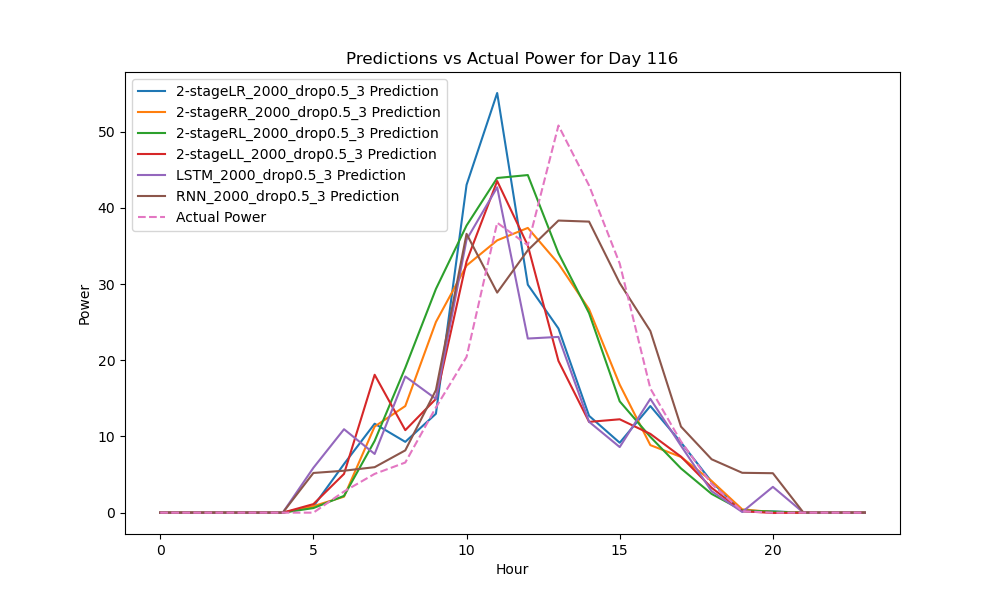 Predictions vs Actual Power for Day 116
2-stageLR_2000_drop0.5_3 Prediction
2-stageRR_2000_drop0.5_3 Prediction
2-stageRL_2000_drop0.5_3 Prediction
2-stageLL_2000_drop0.5_3 Prediction
LSTM_2000_drop0.5_3 Prediction
RNN_2000_drop0.5_3 Prediction
Actual Power
50
40
30
20
10
0
Power
0 5 10 15 20
Hour